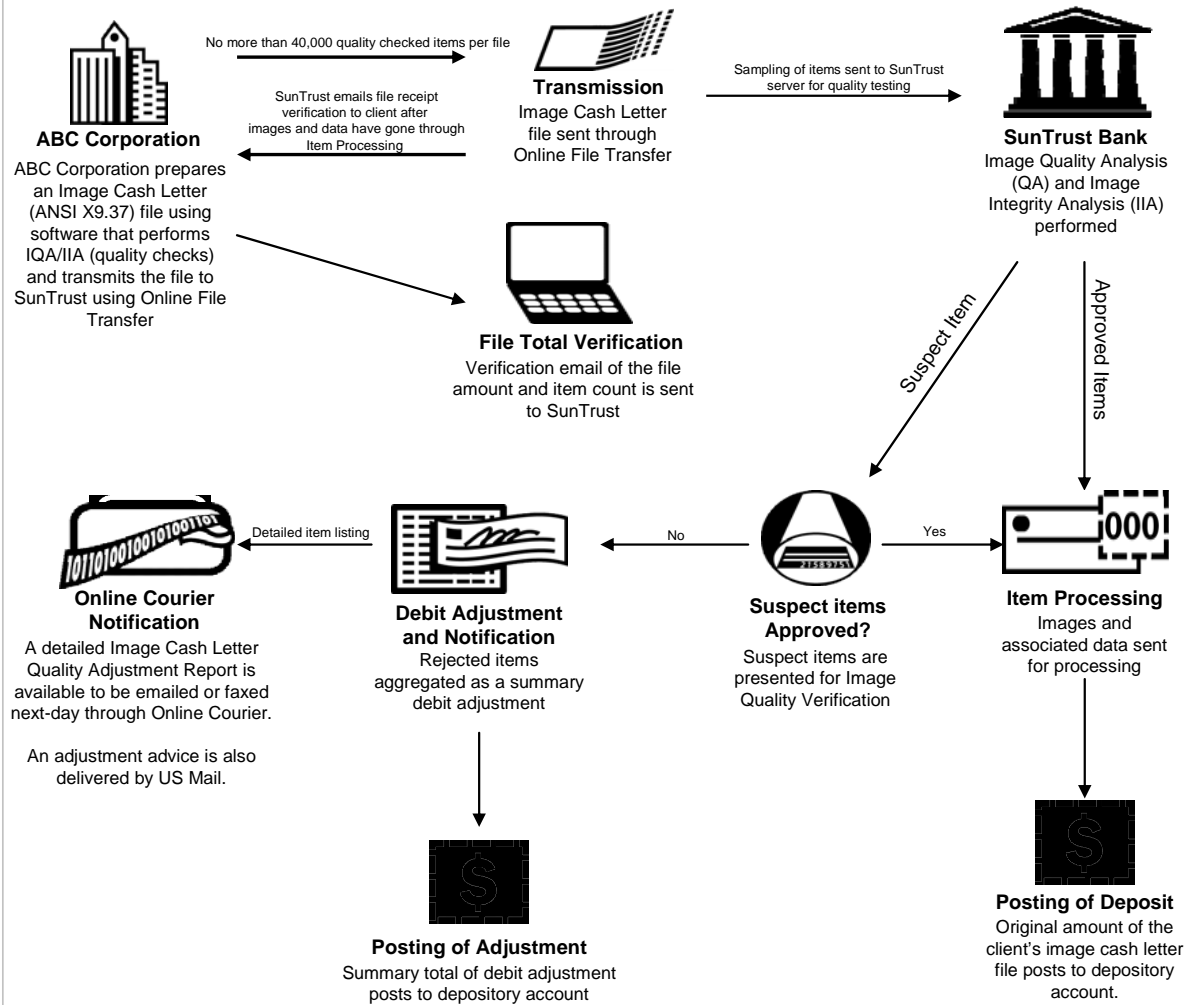 No more than 40,000 quality checked items per file
SunTrust emails file receipt
verification to client after
images and data have gone through
Item Processing
ABC Corporation
ABC Corporation prepares
an Image Cash Letter
(ANSI X9.37) file using
software that performs
IQA/IIA (quality checks)
and transmits the file to
SunTrust using Online File
Transfer
Transmission
Image Cash Letter
file sent through
Online File Transfer
Sampling of items sent to SunTrust
server for quality testing
SunTrust Bank
Image Quality Analysis
(QA) and Image
Integrity Analysis (IIA)
performed
File Total Verification
Verification email of the file
amount and item count is sent
to SunTrust
Suspect Item
Approved Items
10110100100101001101
Online Courier
Notification
A detailed Image Cash Letter
Quality Adjustment Report is
available to be emailed or faxed
next-day through Online Courier.
An adjustment advice is also
delivered by US Mail.
Detailed item listing
Debit Adjustment
and Notification
Rejected items
aggregated as a summary
debit adjustment
No
21589751
Suspect items
Approved?
Suspect items are
presented for Image
Quality Verification
Yes
000
Item Processing
Images and
associated data sent
for processing
$
Posting of Adjustment
Summary total of debit adjustment
posts to depository account
$
Posting of Deposit
Original amount of the
client's image cash letter
file posts to depository
account.